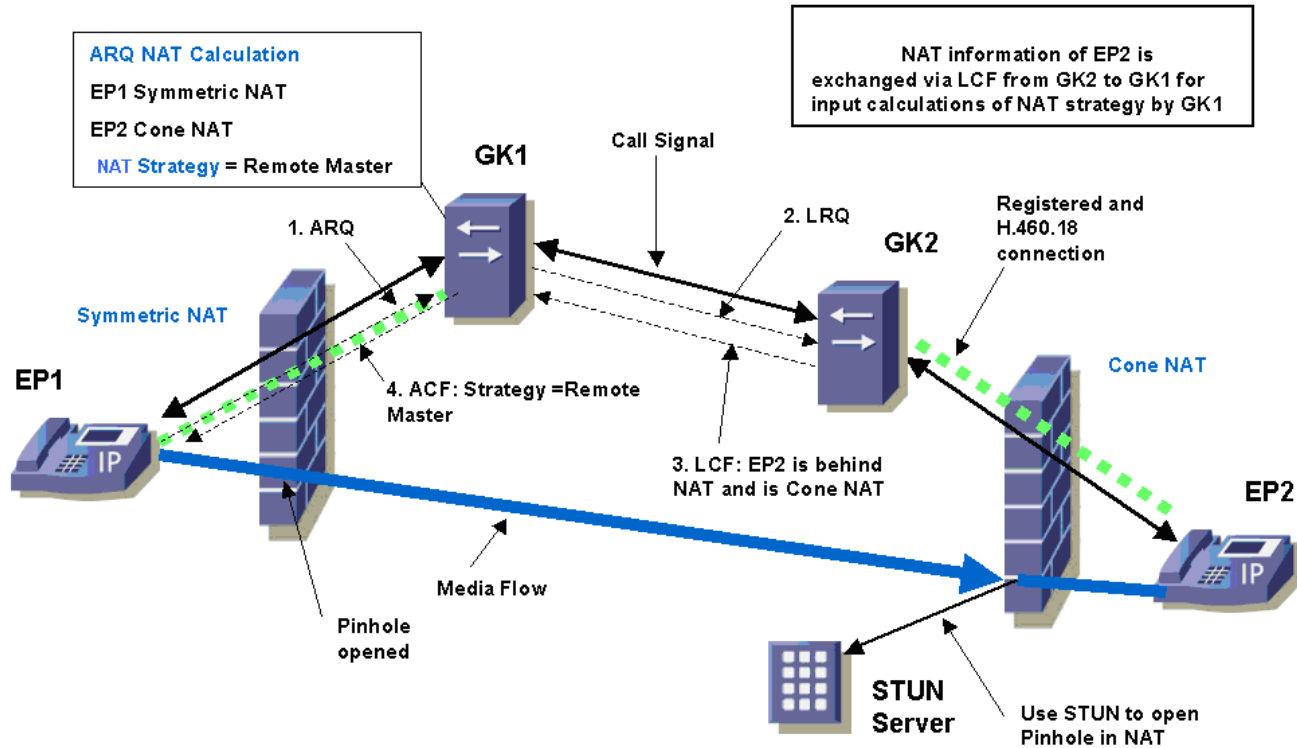 ARQ NAT Calculation
EP1 Symmetric NAT
EP2 Cone NAT
NAT Strategy = Remote Master
NAT information of EP2 is
exchanged via LCF from GK2 to GK1 for
input calculations of NAT strategy by GK1
GK1
Call Signal
1. ARQ
2. LRQ
GK2
Registered and
H.460.18
connection
Symmetric NAT
Cone NAT
EP1
4. ACF: Strategy =Remote
Master
IP
3. LCF: EP2 is behind
NAT and is Cone NAT
EP2
IP
Media Flow
Pinhole
opened
STUN
Server
Use STUN to open
Pinhole in NAT